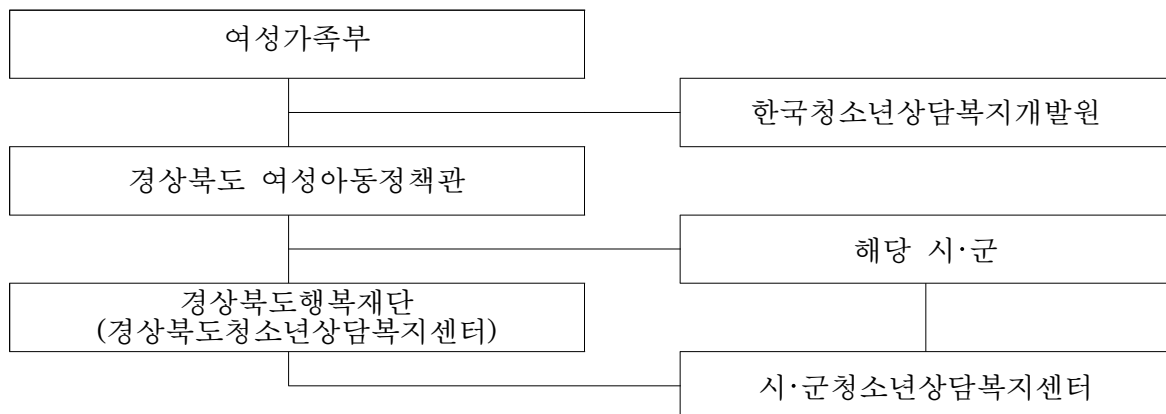 여성가족부
한국청소년상담복지개발원
경상북도 여성아동정책관
해당 시·군
경상북도행복재단
(경상북도청소년상담복지센터)
시·군청소년상담복지센터